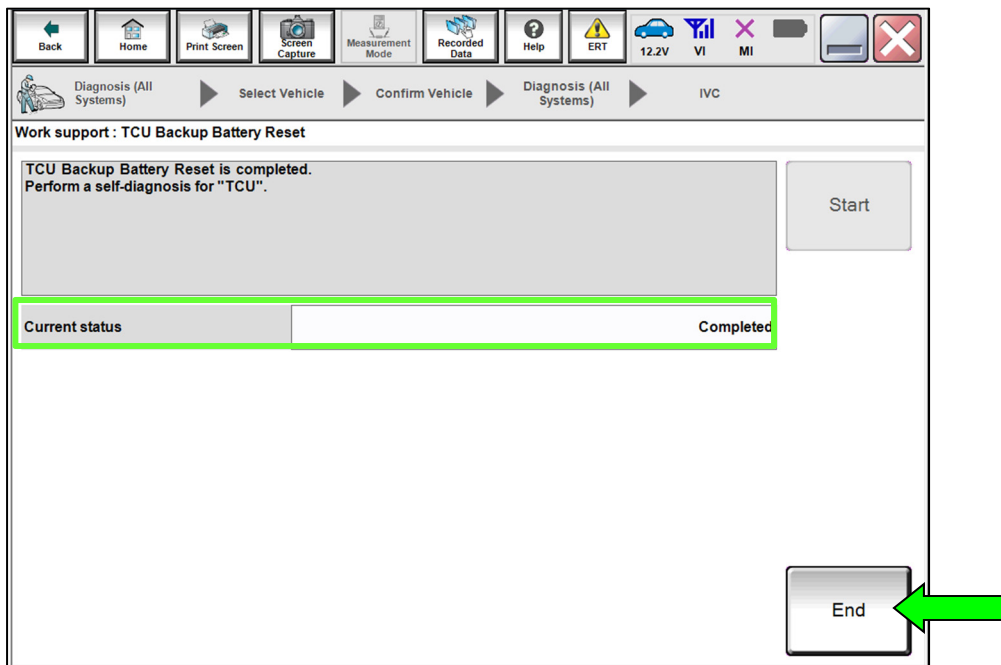 Back
Home
Print Screen
Screen
Capture
Measurement
Mode
Recorded
Data
Help
ERT
12.2V
VI
MI
Diagnosis (All
Systems)
Select Vehicle
Confirm Vehicle
Diagnosis (All
Systems)
IVC
Work support : TCU Backup Battery Reset
TCU Backup Battery Reset is completed.
Perform a self-diagnosis for "TCU".
Start
Current status
Completed
End